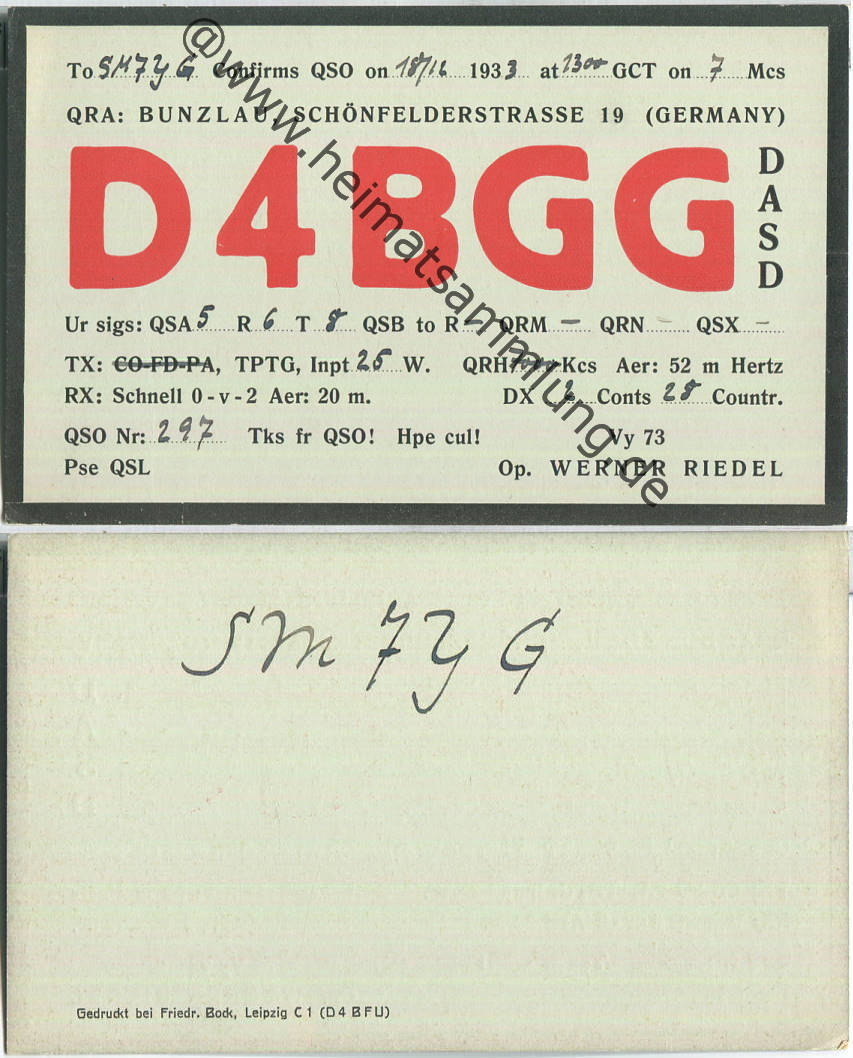 To SM7YG Confirms QSO on 18/12 1933 at 1300 GCT on 7 Mcs
QRA: BUNZLAU, SCHÖNFELDERSTRASSE 19 (GERMANY)
D4BGG
DASD
Ur sigs: QSA 5 R 6 T 8 QSB to R – QRM – QRN – QSX –
TX: CO-FD-PA, TPTG, Inpt 25 W. QRH Kcs Aer: 52 m Hertz
RX: Schnell 0-v-2 Aer: 20 m. DX 2 Conts 28 Countr.
QSO Nr: 297 Tks fr QSO! Hpe cul! Vy 73
Pse QSL Op. WERNER RIEDEL
@www.heimatsammlung.de
SM7YG
Gedruckt bei Friedr. Bock, Leipzig C 1 (D4BFU)